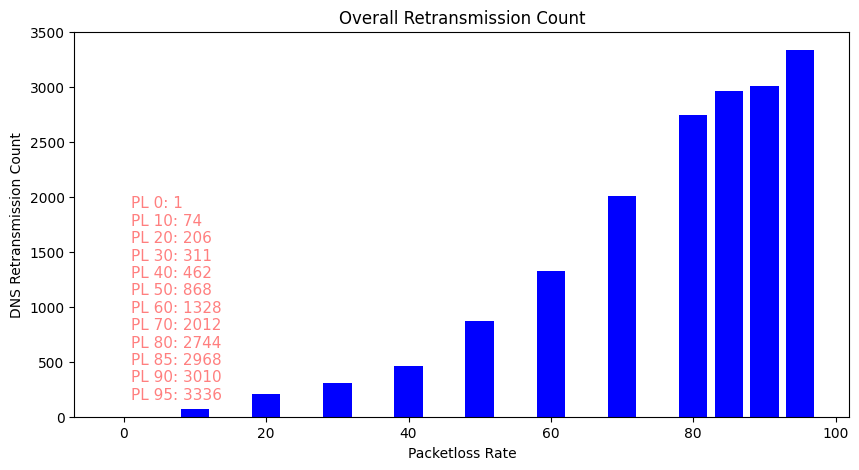 Overall Retransmission Count
DNS Retransmission Count
3500
3000
2500
2000
1500
1000
500
0
PL 0: 1
PL 10: 74
PL 20: 206
PL 30: 311
PL 40: 462
PL 50: 868
PL 60: 1328
PL 70: 2012
PL 80: 2744
PL 85: 2968
PL 90: 3010
PL 95: 3336
0 20 40 60 80 100
Packetloss Rate